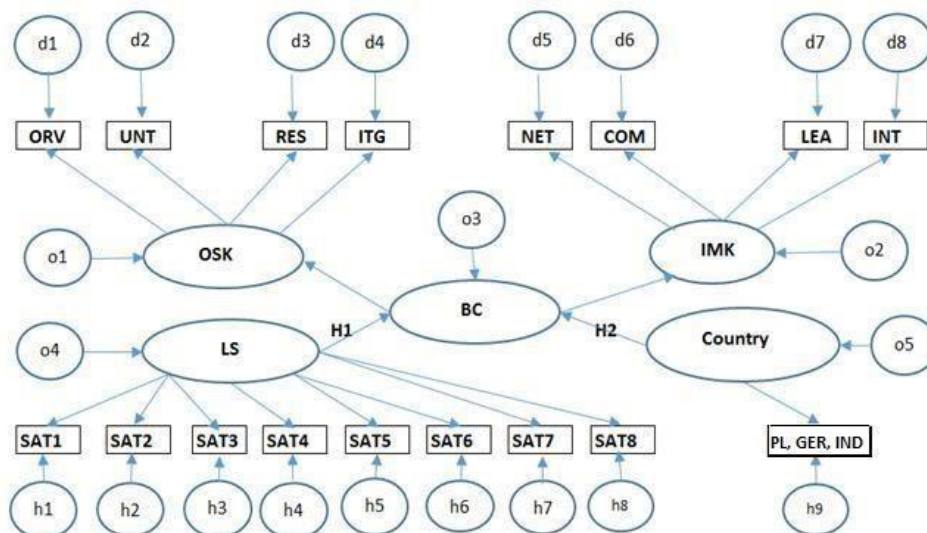 d1 d2 d3 d4 d5 d6 d7 d8
ORV UNT RES ITG NET COM LEA INT
o3
o1 OSK IMK o2
BC
H1 H2
o4 LS Country o5
SAT1 SAT2 SAT3 SAT4 SAT5 SAT6 SAT7 SAT8 PL, GER, IND
h1 h2 h3 h4 h5 h6 h7 h8 h9